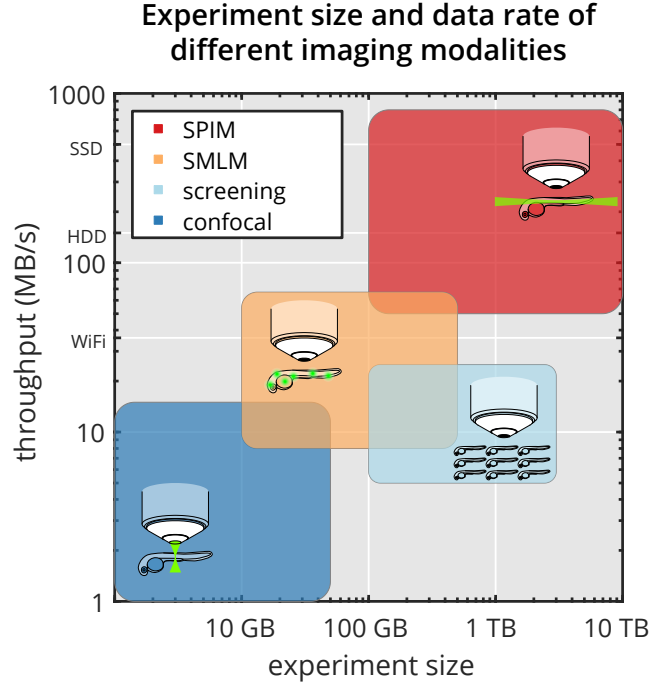 Experiment size and data rate of
different imaging modalities
1000
SSD
HDD
100
WiFi
10
1
throughput (MB/s)
SPIM
SMLM
screening
confocal
10 GB
100 GB
1 TB
10 TB
experiment size